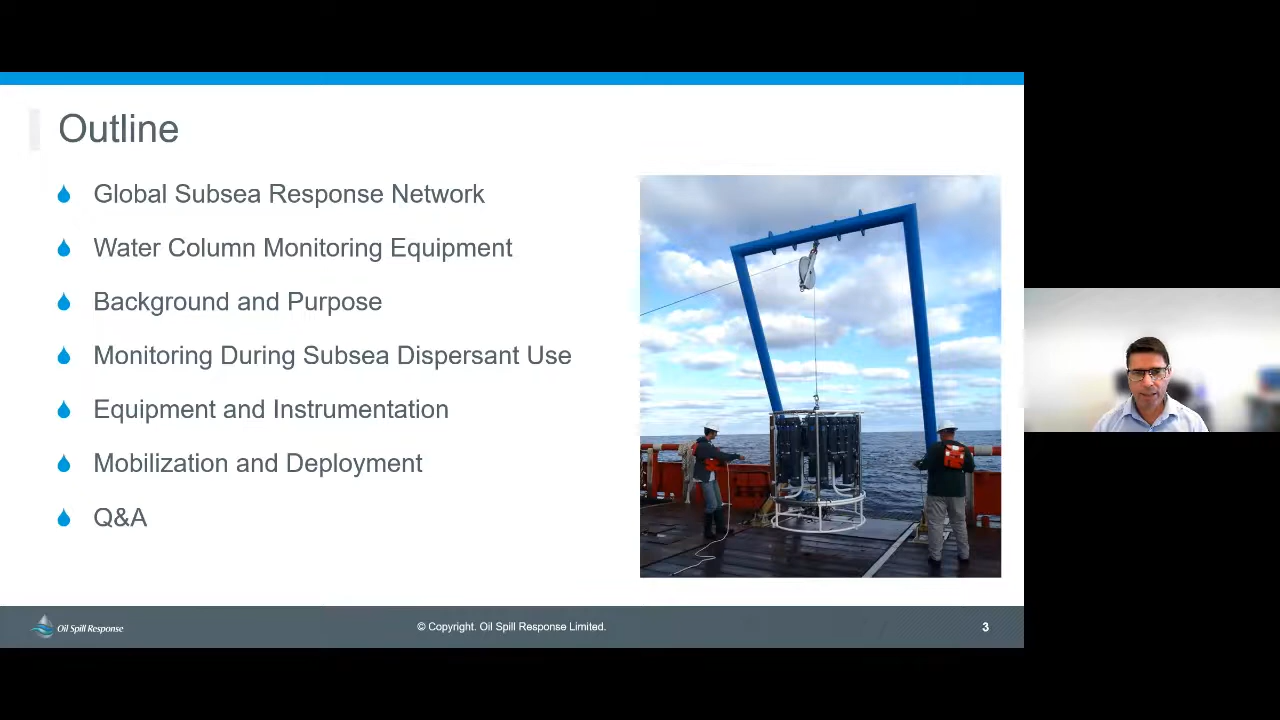 Outline
Global Subsea Response Network
Water Column Monitoring Equipment
Background and Purpose
Monitoring During Subsea Dispersant Use
Equipment and Instrumentation
Mobilization and Deployment
Q&A
Oil Spill Response
© Copyright. Oil Spill Response Limited.
3